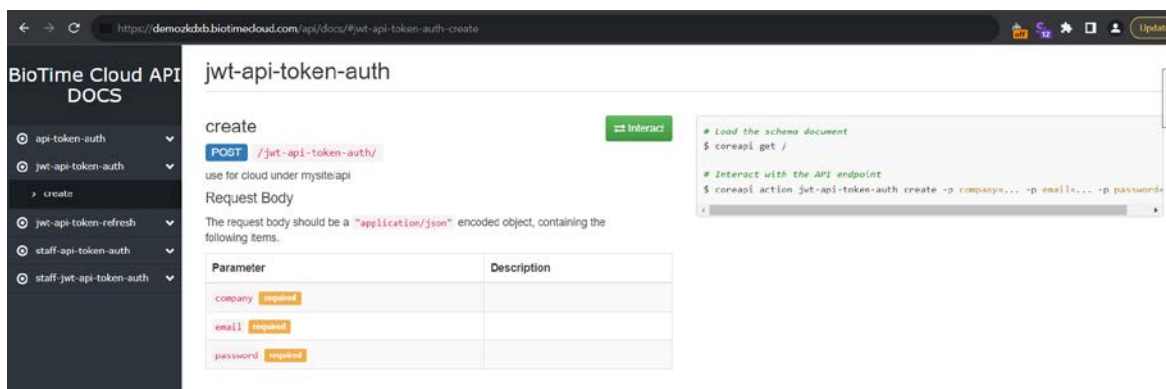 https://demozkdxb.biotimecloud.com/api/docs/#jwt-api-token-auth-create
off
12
Updat
BioTime Cloud API
DOCS
api-token-auth
jwt-api-token-auth
> create
jwt-api-token-refresh
staff-api-token-auth
staff-jwt-api-token-auth
jwt-api-token-auth
create
Interact
POST /jwt-api-token-auth/
use for cloud under mysite/api
Request Body
The request body should be a "application/json" encoded object, containing the
following items.
Parameter Description
company required
email required
password required
# Load the schema document
$ coreapi get /
# Interact with the API endpoint
$ coreapi action jwt-api-token-auth create -p company=... -p email=... -p password=